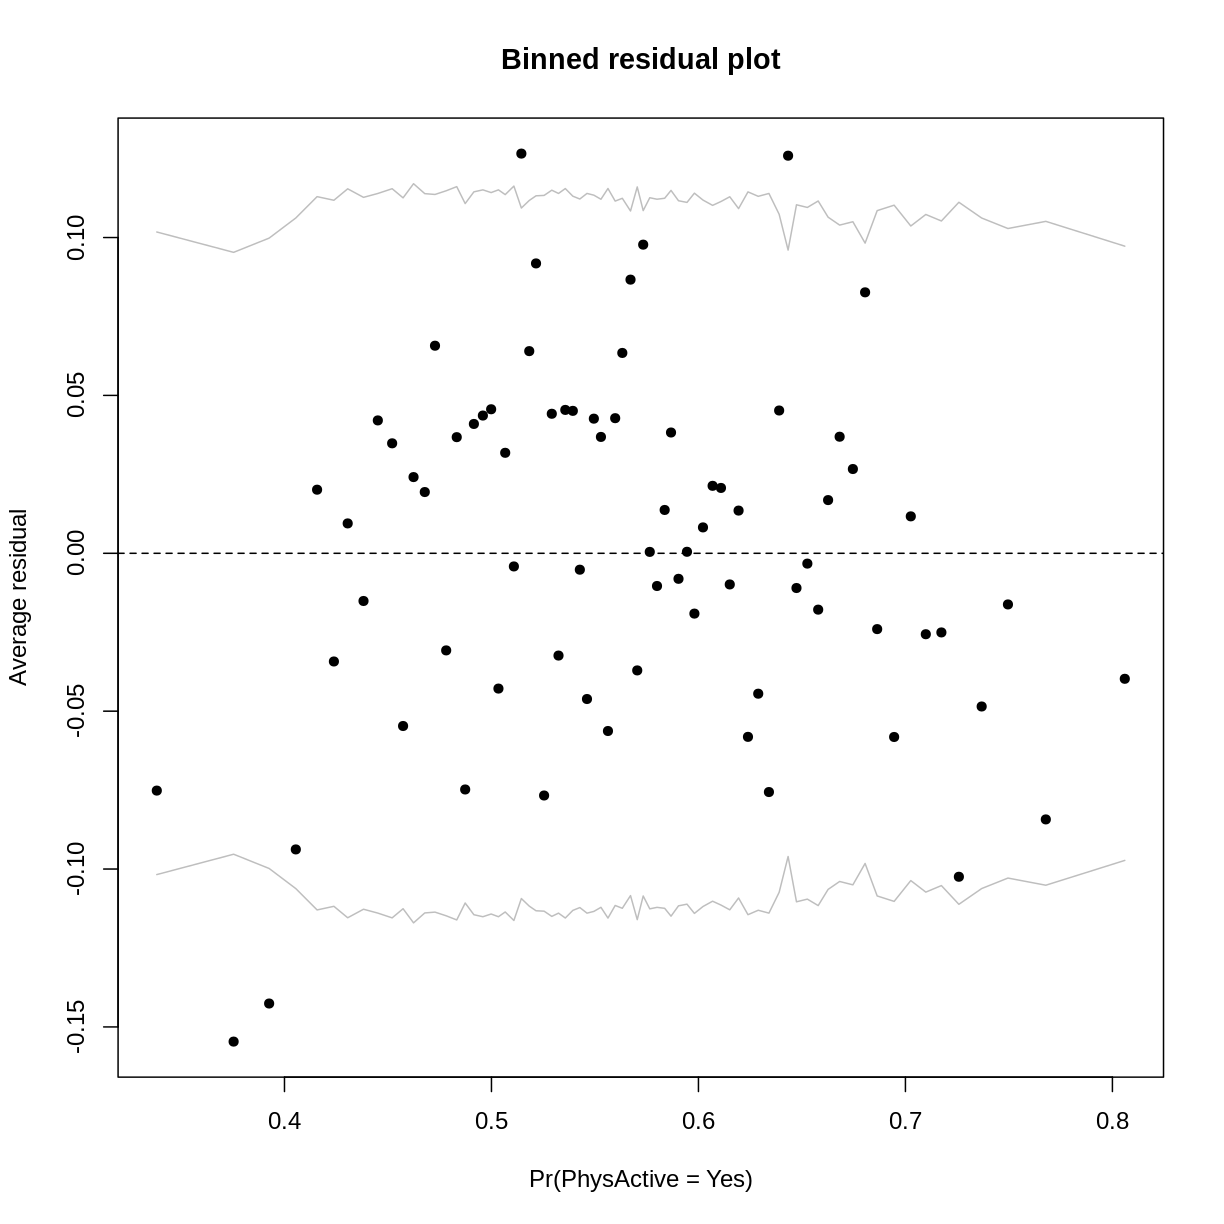 Binned residual plot
Average residual
0.10
0.05
0.00
-0.05
-0.10
-0.15
0.4 0.5 0.6 0.7 0.8
Pr(PhysActive = Yes)